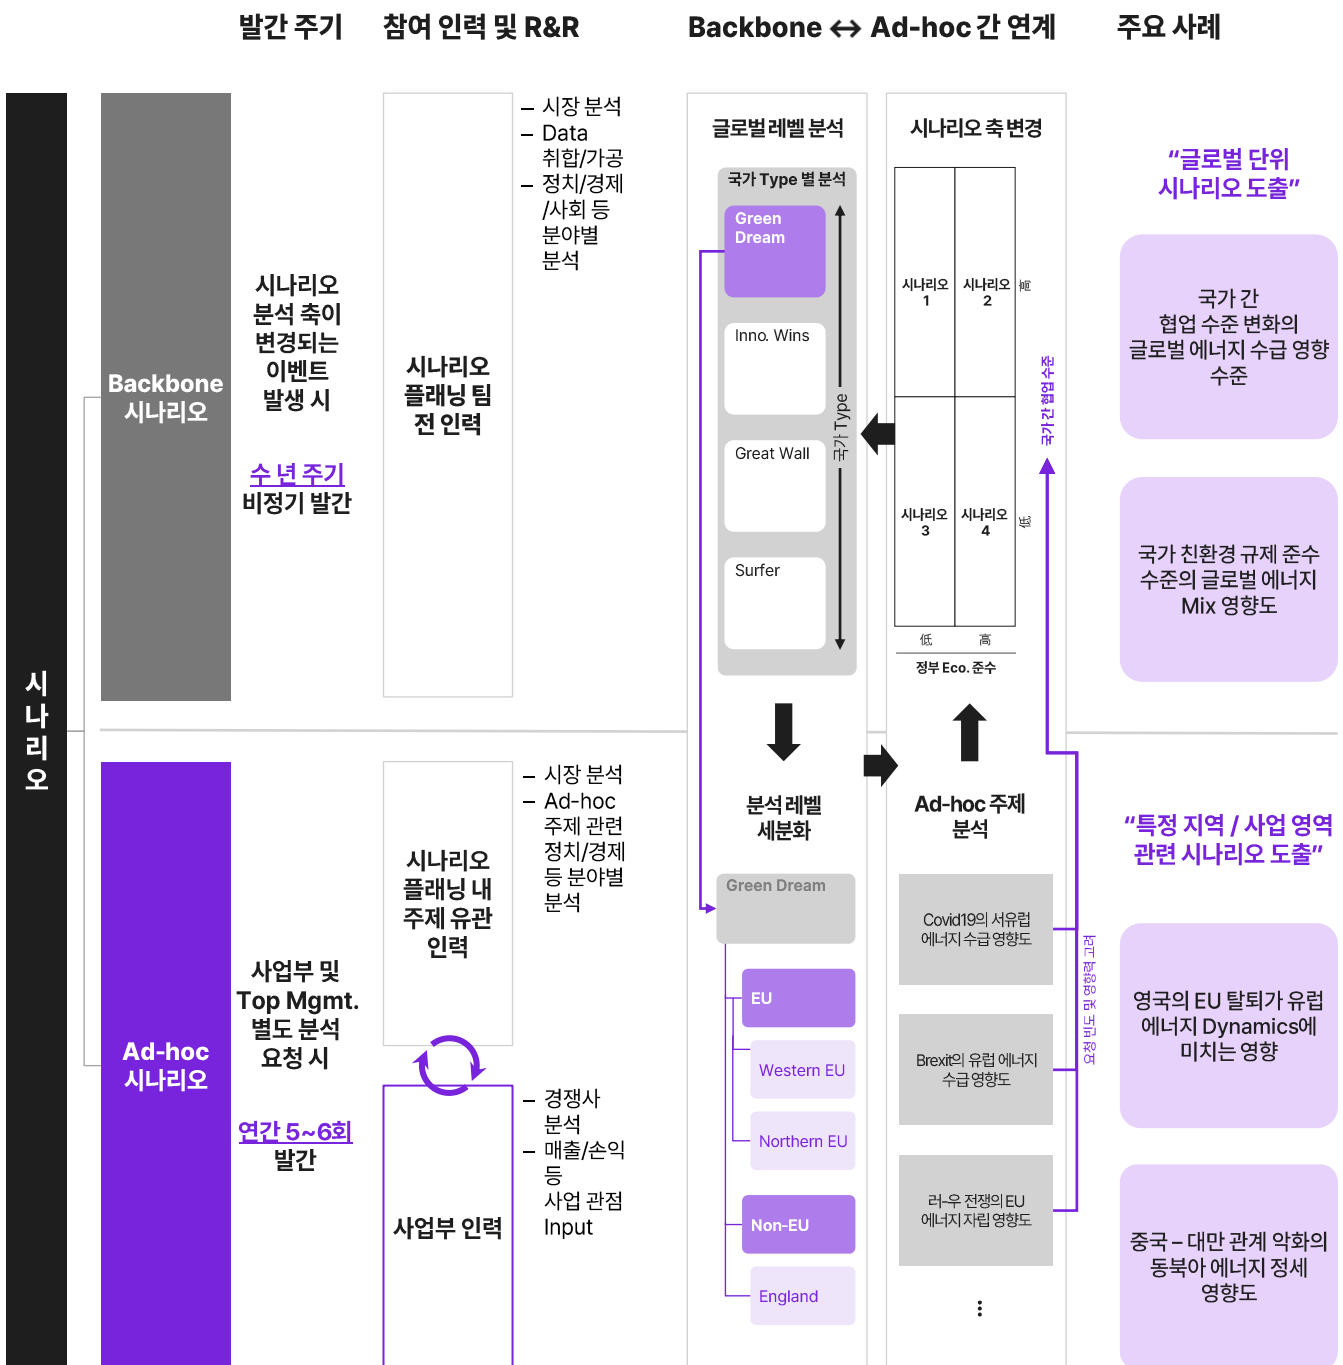 발간 주기
참여 인력 및 R&R
Backbone ↔ Ad-hoc 간 연계
주요 사례
시
나
리
오
Backbone
시나리오
시나리오
분석 축이
변경되는
이벤트
발생 시
수 년 주기
비정기 발간
시나리오
플래닝 팀
전 인력
– 시장 분석
– Data
취합/가공
– 정치/경제
/사회 등
분야별
분석
글로벌 레벨 분석
국가 Type 별 분석
Green
Dream
Inno. Wins
Great Wall
Surfer
국가 Type
시나리오 축 변경
시나리오
1
시나리오
2
高
시나리오
3
시나리오
4
低
低
高
정부 Eco. 준수
국가 간 협업 수준
“글로벌 단위
시나리오 도출”
국가 간
협업 수준 변화의
글로벌 에너지 수급 영향
수준
국가 친환경 규제 준수
수준의 글로벌 에너지
Mix 영향도
Ad-hoc
시나리오
사업부 및
Top Mgmt.
별도 분석
요청 시
연간 5~6회
발간
시나리오
플래닝 내
주제 유관
인력
– 시장 분석
– Ad-hoc
주제 관련
정치/경제
등 분야별
분석
사업부 인력
– 경쟁사
분석
– 매출/손익
등
사업 관점
Input
분석 레벨
세분화
Green Dream
EU
Western EU
Northern EU
Non-EU
England
Ad-hoc 주제
분석
Covid19의 서유럽
에너지 수급 영향도
Brexit의 유럽 에너지
수급 영향도
러-우 전쟁의 EU
에너지 자립 영향도
요청 빈도 및 영향력 고려
“특정 지역 / 사업 영역
관련 시나리오 도출”
영국의 EU 탈퇴가 유럽
에너지 Dynamics에
미치는 영향
중국 – 대만 관계 악화의
동북아 에너지 정세
영향도